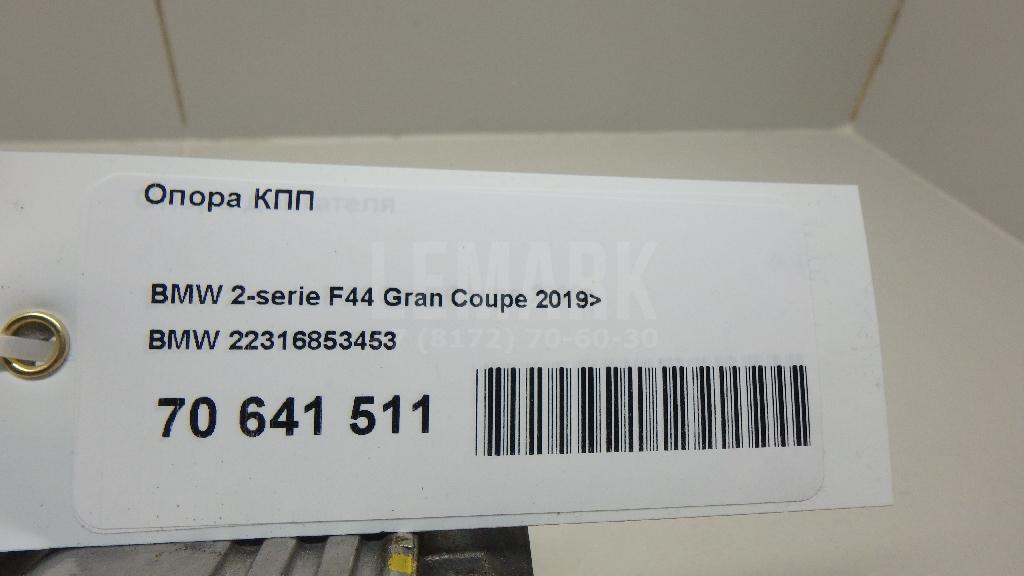 Опора КПП
LEMARK
BMW 2-serie F44 Gran Coupe 2019>
BMW 22316853453
(8172) 70-60-30
70 641 511